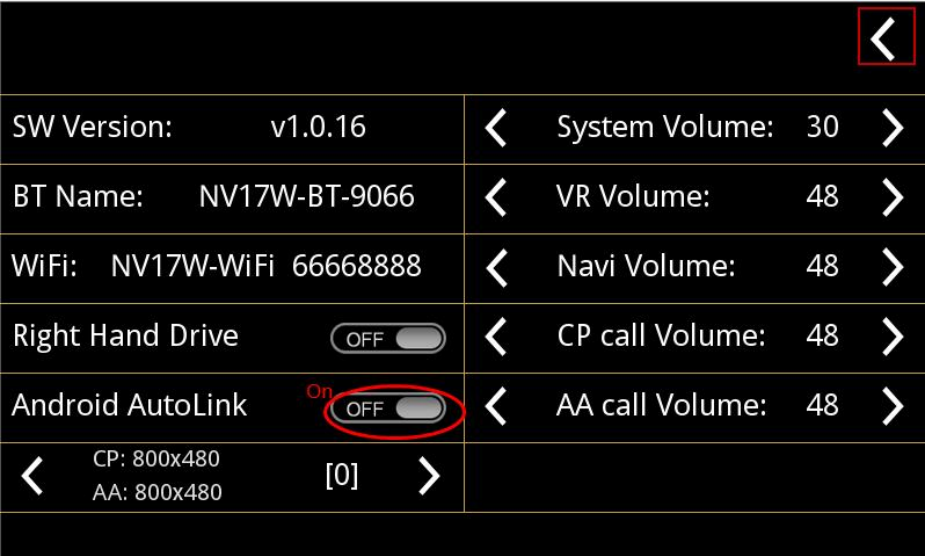 SW Version: v1.0.16
BT Name: NV17W-BT-9066
WiFi: NV17W-WiFi 66668888
Right Hand Drive OFF
Android AutoLink On OFF
CP: 800x480
AA: 800x480
[0]
System Volume: 30
VR Volume: 48
Navi Volume: 48
CP call Volume: 48
AA call Volume: 48